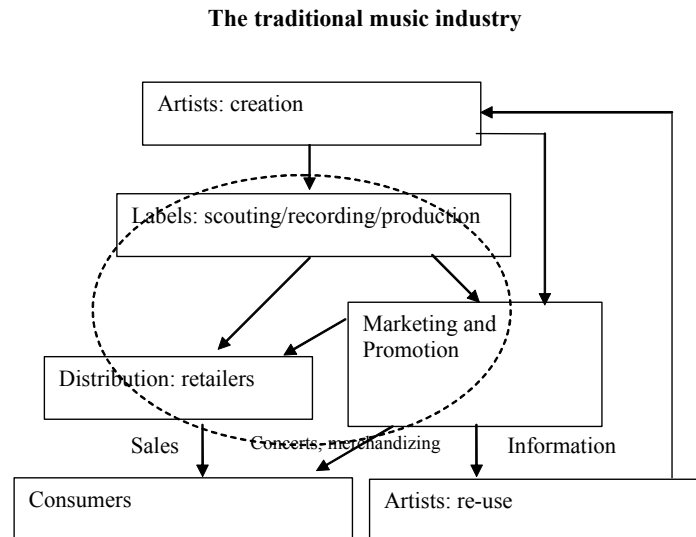 The traditional music industry
Artists: creation
Labels: scouting/recording/production
Marketing and
Promotion
Distribution: retailers
Sales
Concerts, merchandizing
Information
Consumers
Artists: re-use